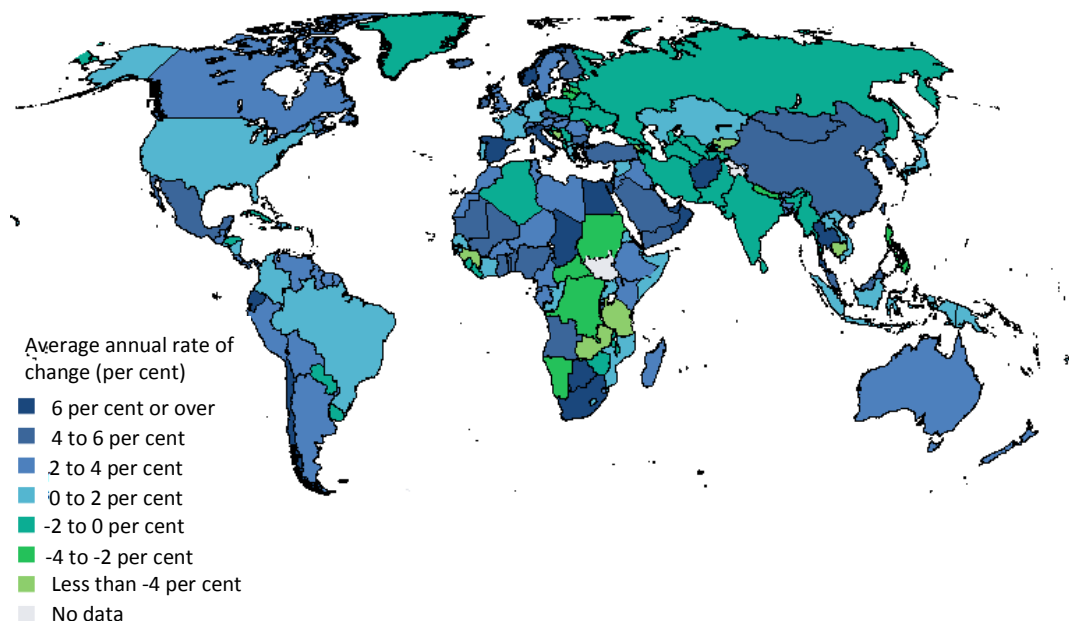 Average annual rate of
change (per cent)
6 per cent or over
4 to 6 per cent
2 to 4 per cent
0 to 2 per cent
-2 to 0 per cent
-4 to -2 per cent
Less than -4 per cent
No data